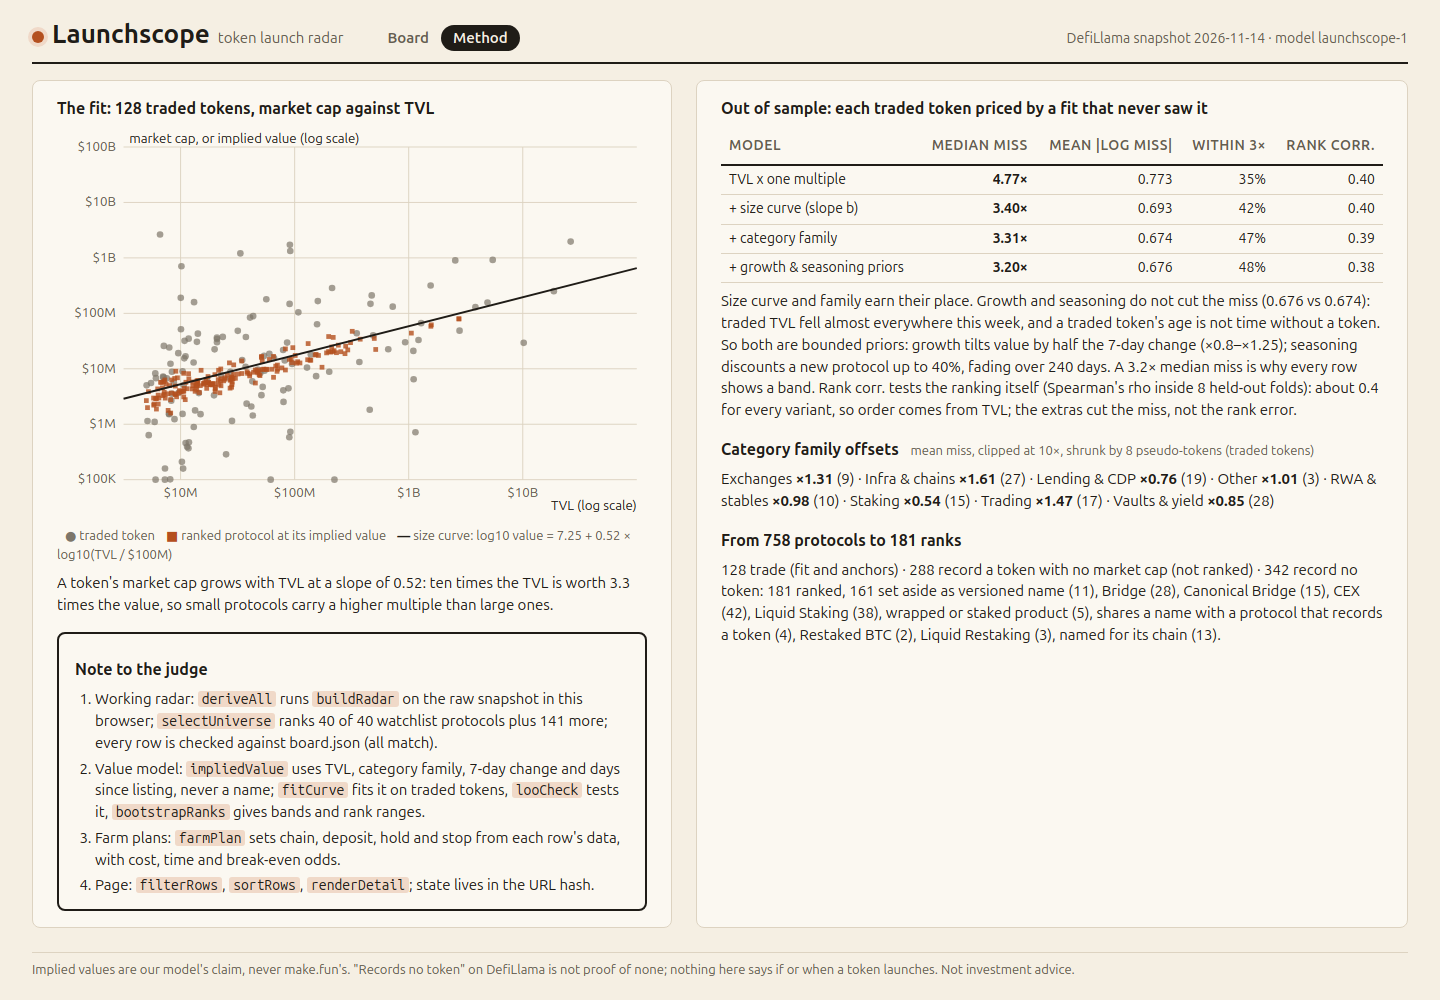 Launchscope token launch radar Board Method
DefiLlama snapshot 2026-11-14 · model launchscope-1
The fit: 128 traded tokens, market cap against TVL
market cap, or implied value (log scale)
$100B
$10B
$1B
$100M
$10M
$1M
$100K
$10M $100M $1B $10B
TVL (log scale)
traded token ranked protocol at its implied value size curve: log10 value = 7.25 + 0.52 ×
log10(TVL / $100M)
A token's market cap grows with TVL at a slope of 0.52: ten times the TVL is worth 3.3
times the value, so small protocols carry a higher multiple than large ones.
Note to the judge
1. Working radar: deriveAll runs buildRadar on the raw snapshot in this
browser; selectUniverse ranks 40 of 40 watchlist protocols plus 141 more;
every row is checked against board.json (all match).
2. Value model: impliedValue uses TVL, category family, 7-day change and days
since listing, never a name; fitCurve fits it on traded tokens, looCheck tests
it, bootstrapRanks gives bands and rank ranges.
3. Farm plans: farmPlan sets chain, deposit, hold and stop from each row's data,
with cost, time and break-even odds.
4. Page: filterRows, sortRows, renderDetail; state lives in the URL hash.
Out of sample: each traded token priced by a fit that never saw it
MODEL MEDIAN MISS MEAN |LOG MISS| WITHIN 3× RANK CORR.
TVL x one multiple 4.77× 0.773 35% 0.40
+ size curve (slope b) 3.40× 0.693 42% 0.40
+ category family 3.31× 0.674 47% 0.39
+ growth & seasoning priors 3.20× 0.676 48% 0.38
Size curve and family earn their place. Growth and seasoning do not cut the miss (0.676 vs 0.674):
traded TVL fell almost everywhere this week, and a traded token's age is not time without a token.
So both are bounded priors: growth tilts value by half the 7-day change (×0.8–×1.25); seasoning
discounts a new protocol up to 40%, fading over 240 days. A 3.2× median miss is why every row
shows a band. Rank corr. tests the ranking itself (Spearman's rho inside 8 held-out folds): about 0.4
for every variant, so order comes from TVL; the extras cut the miss, not the rank error.
Category family offsets mean miss, clipped at 10×, shrunk by 8 pseudo-tokens (traded tokens)
Exchanges ×1.31 (9) · Infra & chains ×1.61 (27) · Lending & CDP ×0.76 (19) · Other ×1.01 (3) · RWA &
stables ×0.98 (10) · Staking ×0.54 (15) · Trading ×1.47 (17) · Vaults & yield ×0.85 (28)
From 758 protocols to 181 ranks
128 trade (fit and anchors) · 288 record a token with no market cap (not ranked) · 342 record no
token: 181 ranked, 161 set aside as versioned name (11), Bridge (28), Canonical Bridge (15), CEX
(42), Liquid Staking (38), wrapped or staked product (5), shares a name with a protocol that records
a token (4), Restaked BTC (2), Liquid Restaking (3), named for its chain (13).
Implied values are our model's claim, never make.fun's. "Records no token" on DefiLlama is not proof of none; nothing here says if or when a token launches. Not investment advice.